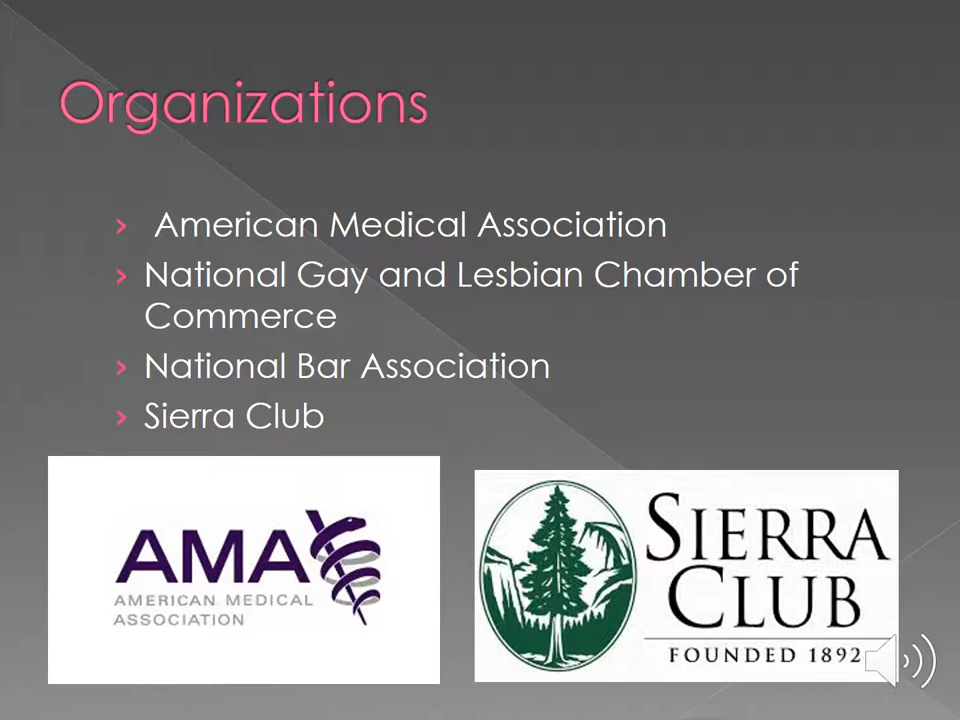 Organizations
› American Medical Association
› National Gay and Lesbian Chamber of
Commerce
› National Bar Association
› Sierra Club
AMA
AMERICAN MEDICAL
ASSOCIATION
SIERRA
CLUB
FOUNDED 1892